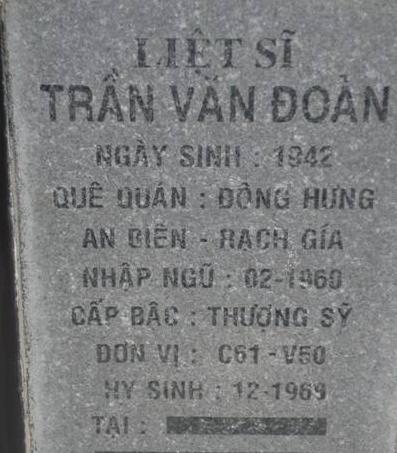 LIỆT SĨ
TRẦN VĂN ĐOÀN
NGÀY SINH : 1942
QUÊ QUÁN : ĐÔNG HƯNG
AN BIÊN - RẠCH GÍA
NHẬP NGŨ : 02-1960
CẤP BẬC : THƯỢNG SỸ
ĐƠN VỊ : C61 - V50
HY SINH : 12-1969
TẠI :